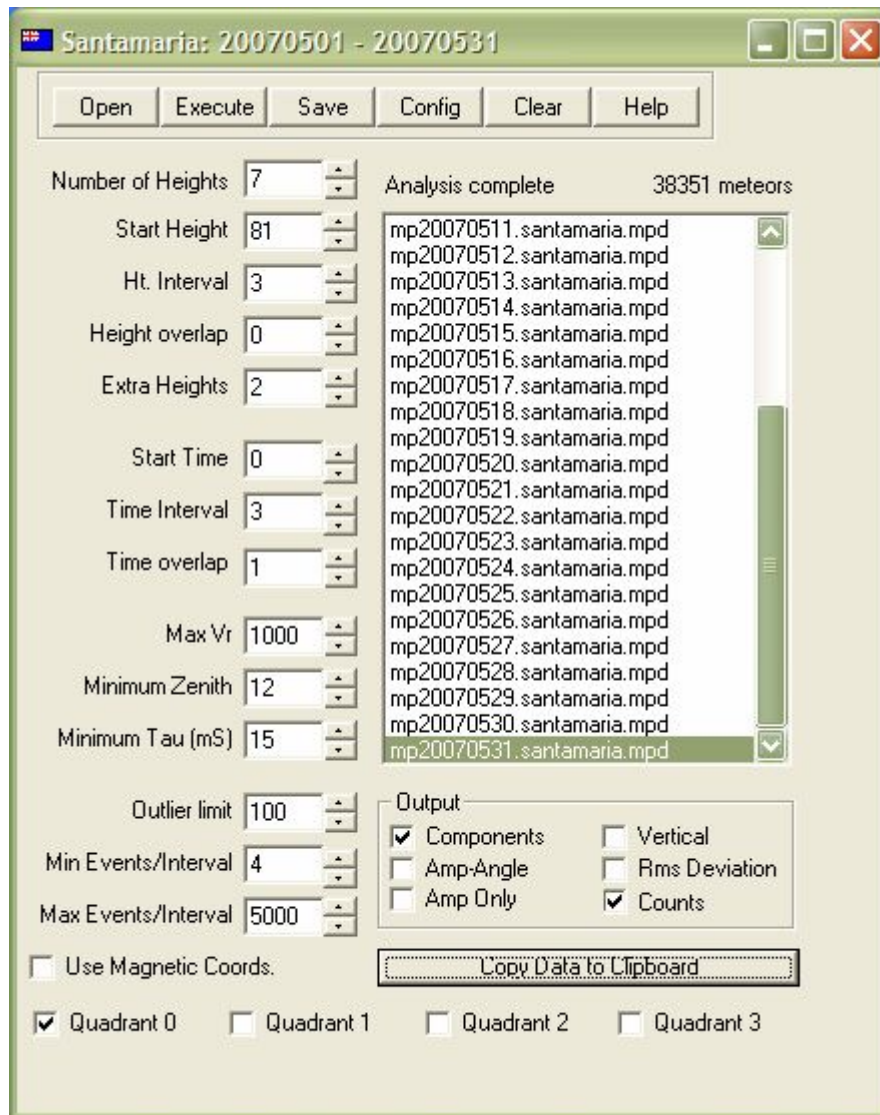 Santamaria: 20070501 - 20070531
Open Execute Save Config Clear Help
Number of Heights 7
Start Height 81
Ht. Interval 3
Height overlap 0
Extra Heights 2
Start Time 0
Time Interval 3
Time overlap 1
Max Vr 1000
Minimum Zenith 12
Minimum Tau (mS) 15
Outlier limit 100
Min Events/Interval 4
Max Events/Interval 5000
Use Magnetic Coords.
Analysis complete 38351 meteors
mp20070511.santamaria.mpd
mp20070512.santamaria.mpd
mp20070513.santamaria.mpd
mp20070514.santamaria.mpd
mp20070515.santamaria.mpd
mp20070516.santamaria.mpd
mp20070517.santamaria.mpd
mp20070518.santamaria.mpd
mp20070519.santamaria.mpd
mp20070520.santamaria.mpd
mp20070521.santamaria.mpd
mp20070522.santamaria.mpd
mp20070523.santamaria.mpd
mp20070524.santamaria.mpd
mp20070525.santamaria.mpd
mp20070526.santamaria.mpd
mp20070527.santamaria.mpd
mp20070528.santamaria.mpd
mp20070529.santamaria.mpd
mp20070530.santamaria.mpd
mp20070531.santamaria.mpd
Output
Components Vertical
Amp-Angle Rms Deviation
Amp Only Counts
Copy Data to Clipboard
Quadrant 0 Quadrant 1 Quadrant 2 Quadrant 3